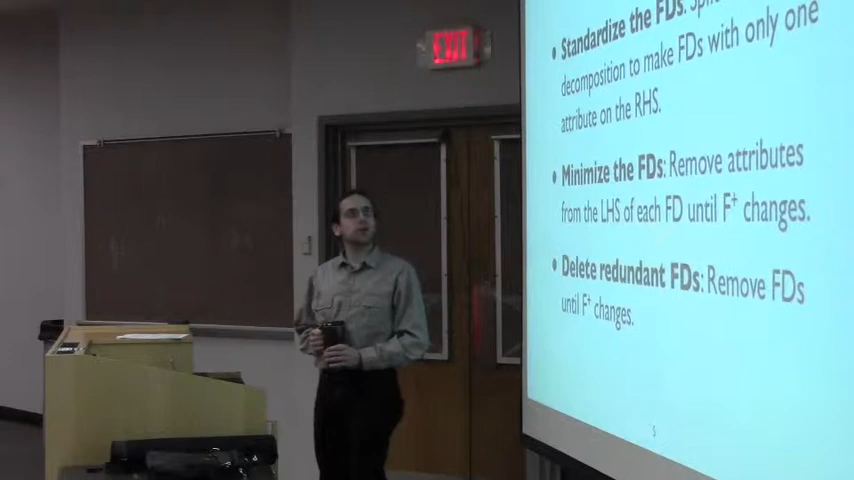 EXIT
• Standardize the FDs: Split
decomposition to make FDs with only one
attribute on the RHS.
• Minimize the FDs: Remove attributes
from the LHS of each FD until F+ changes.
• Delete redundant FDs: Remove FDs
until F+ changes.
5